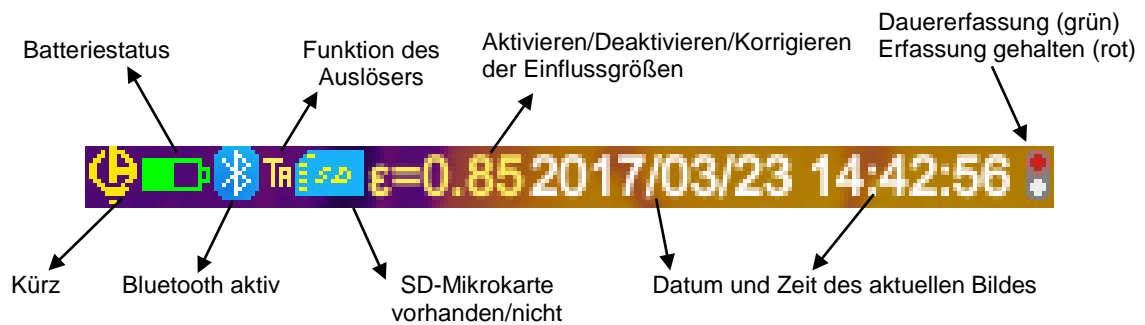 Batteriestatus
Funktion des
Auslösers
Aktivieren/Deaktivieren/Korrigieren
der Einflussgrößen
Dauererfassung (grün)
Erfassung gehalten (rot)
TA SD ε=0.85 2017/03/23 14:42:56
Kürz
Bluetooth aktiv
SD-Mikrokarte
vorhanden/nicht
Datum und Zeit des aktuellen Bildes